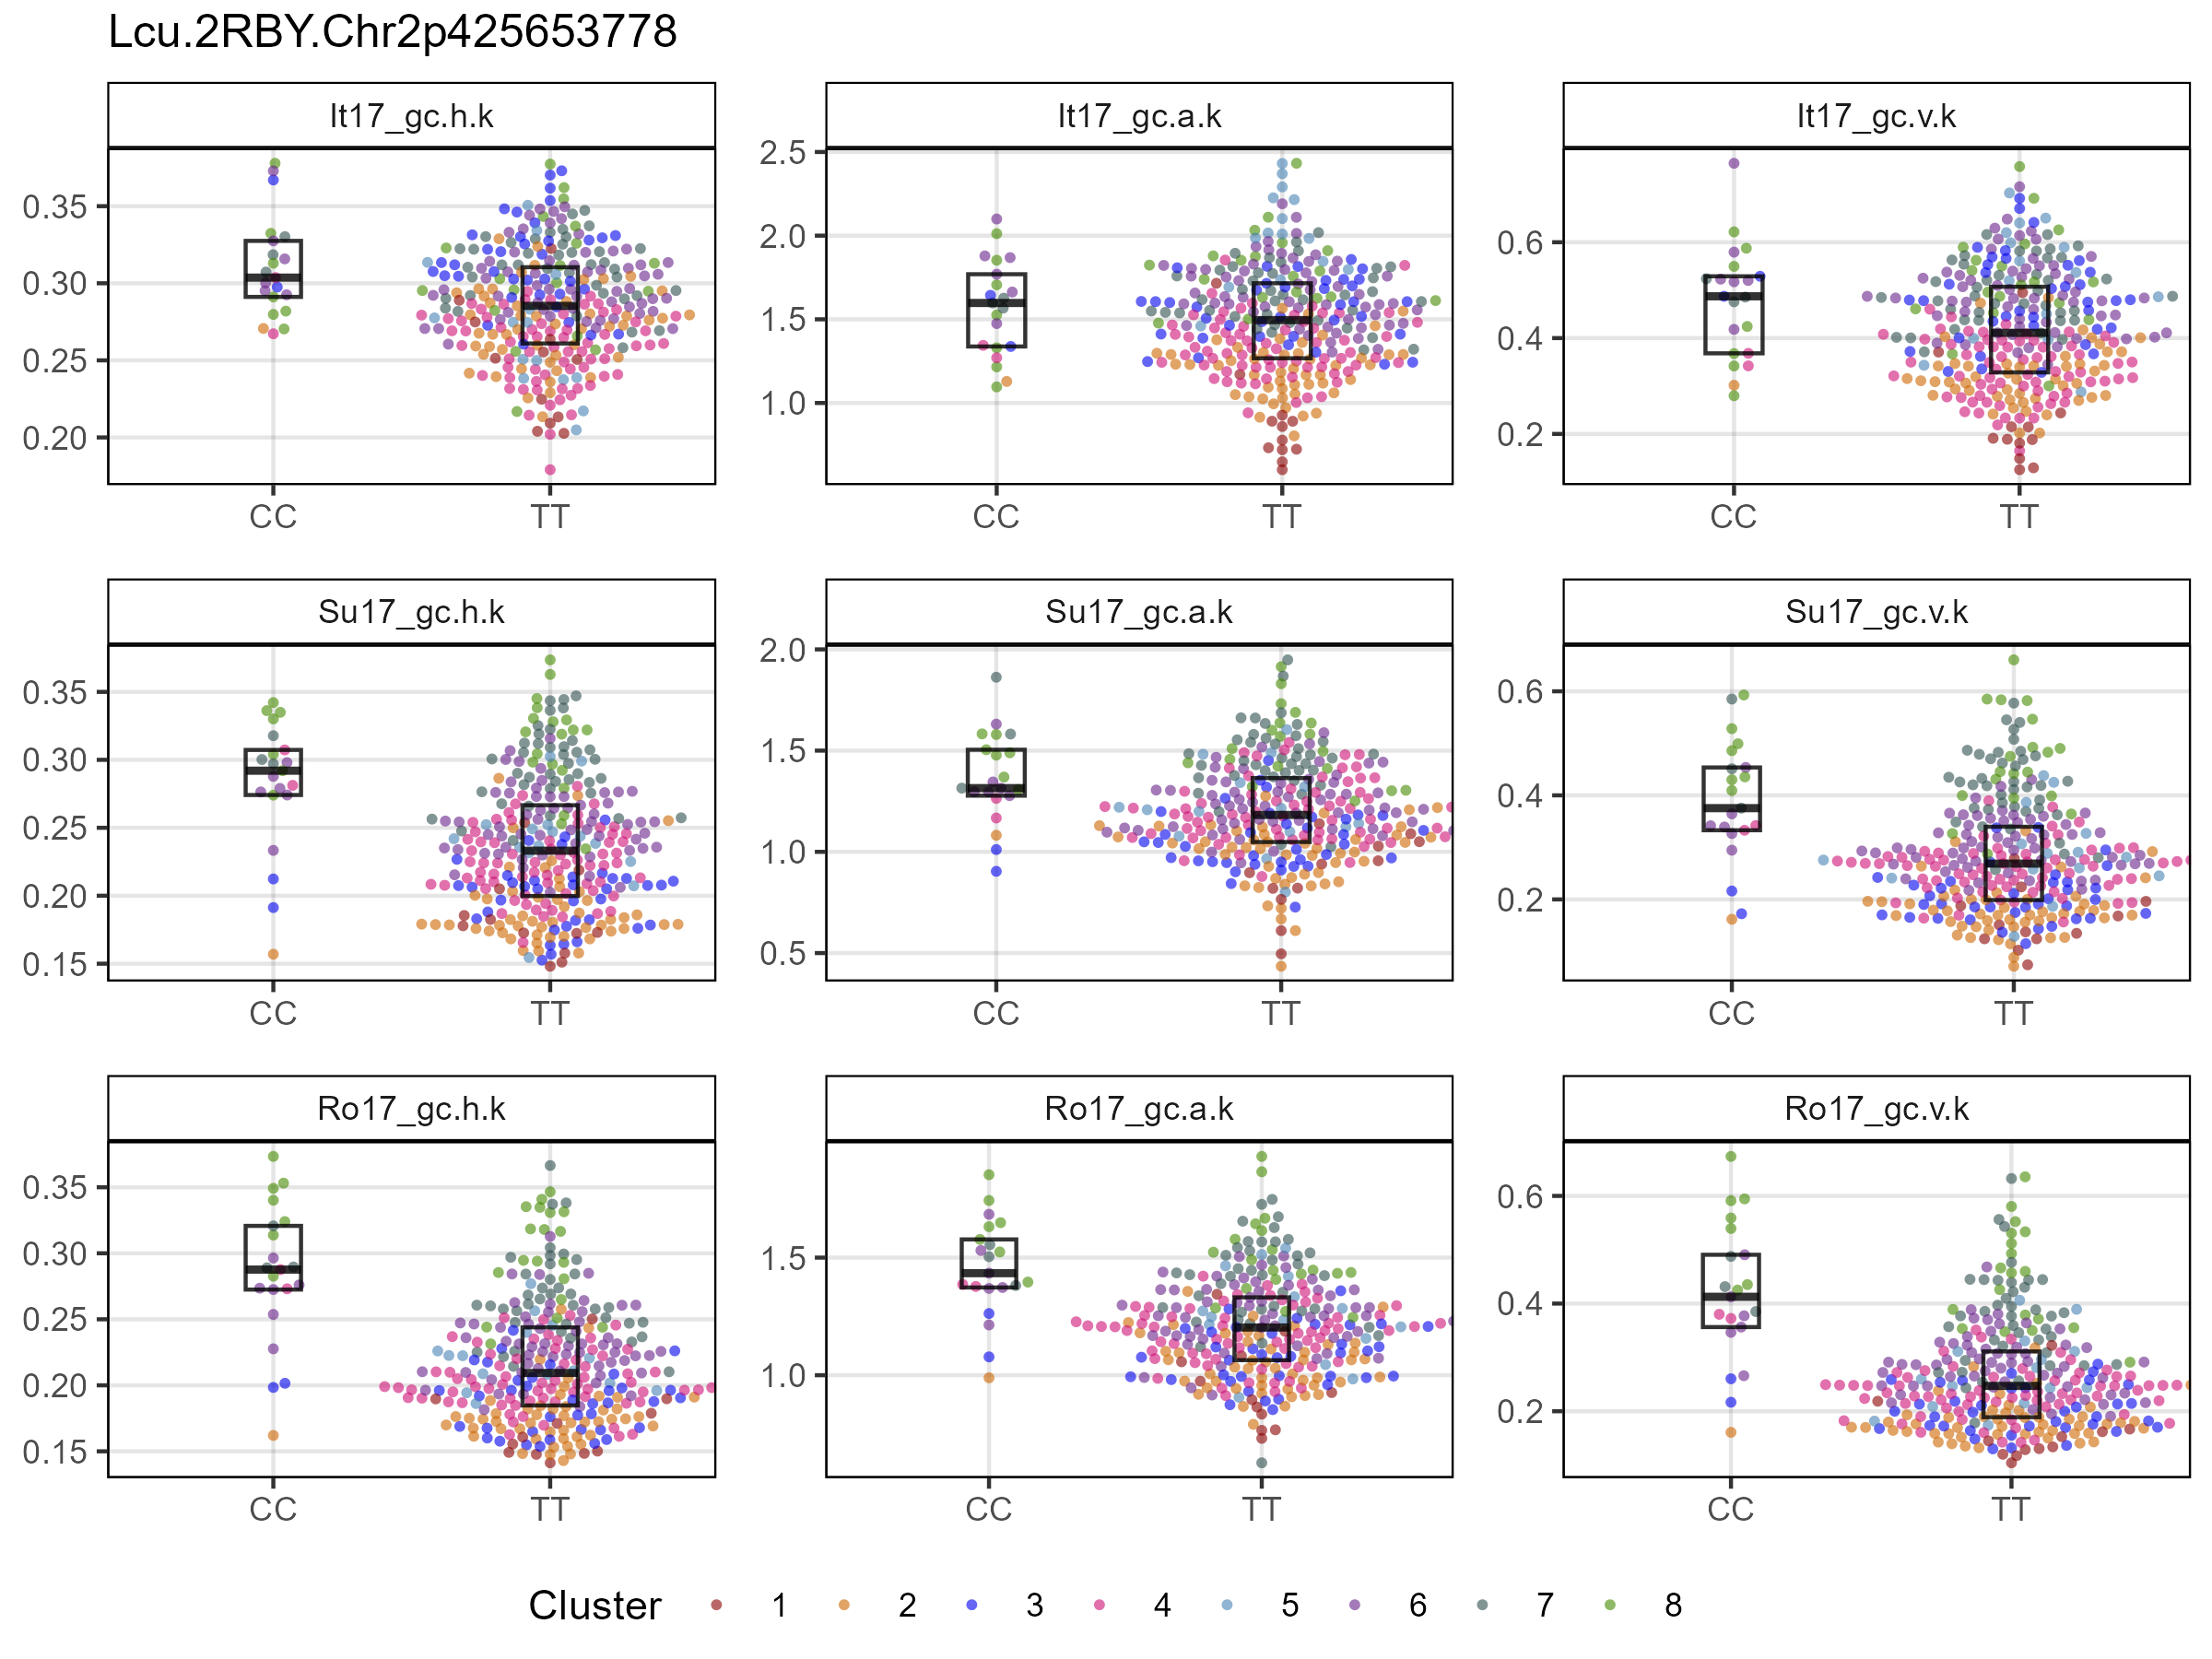 Lcu.2RBY.Chr2p425653778
It17_gc.h.k
It17_gc.a.k
It17_gc.v.k
0.35
0.30
0.25
0.20
CC
TT
2.5
2.0
1.5
1.0
CC
TT
0.6
0.4
0.2
CC
TT
Su17_gc.h.k
Su17_gc.a.k
Su17_gc.v.k
0.35
0.30
0.25
0.20
0.15
CC
TT
2.0
1.5
1.0
0.5
CC
TT
0.6
0.4
0.2
CC
TT
Ro17_gc.h.k
Ro17_gc.a.k
Ro17_gc.v.k
0.35
0.30
0.25
0.20
0.15
CC
TT
1.5
1.0
CC
TT
0.6
0.4
0.2
CC
TT
Cluster 1 2 3 4 5 6 7 8